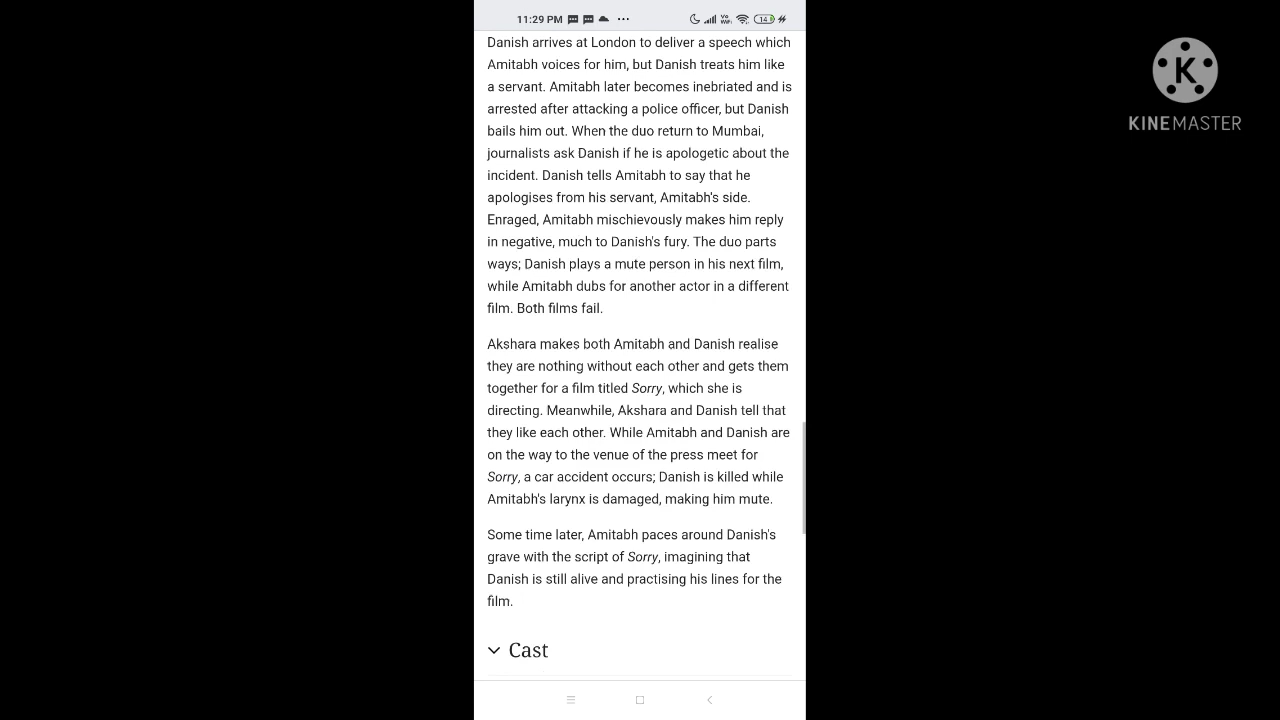 11:29 PM
14
Danish arrives at London to deliver a speech which
Amitabh voices for him, but Danish treats him like
a servant. Amitabh later becomes inebriated and is
arrested after attacking a police officer, but Danish
bails him out. When the duo return to Mumbai,
journalists ask Danish if he is apologetic about the
incident. Danish tells Amitabh to say that he
apologises from his servant, Amitabh's side.
Enraged, Amitabh mischievously makes him reply
in negative, much to Danish's fury. The duo parts
ways; Danish plays a mute person in his next film,
while Amitabh dubs for another actor in a different
film. Both films fail.
Akshara makes both Amitabh and Danish realise
they are nothing without each other and gets them
together for a film titled Sorry, which she is
directing. Meanwhile, Akshara and Danish tell that
they like each other. While Amitabh and Danish are
on the way to the venue of the press meet for
Sorry, a car accident occurs; Danish is killed while
Amitabh's larynx is damaged, making him mute.
Some time later, Amitabh paces around Danish's
grave with the script of Sorry, imagining that
Danish is still alive and practising his lines for the
film.
Cast
K
KINEMASTER